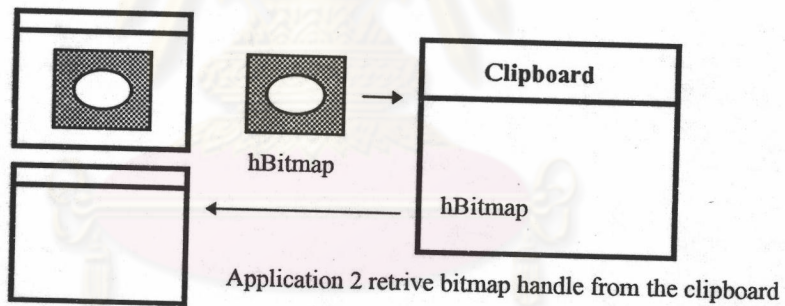 Clipboard
hBitmap
hBitmap
Application 2 retrive bitmap handle from the clipboard